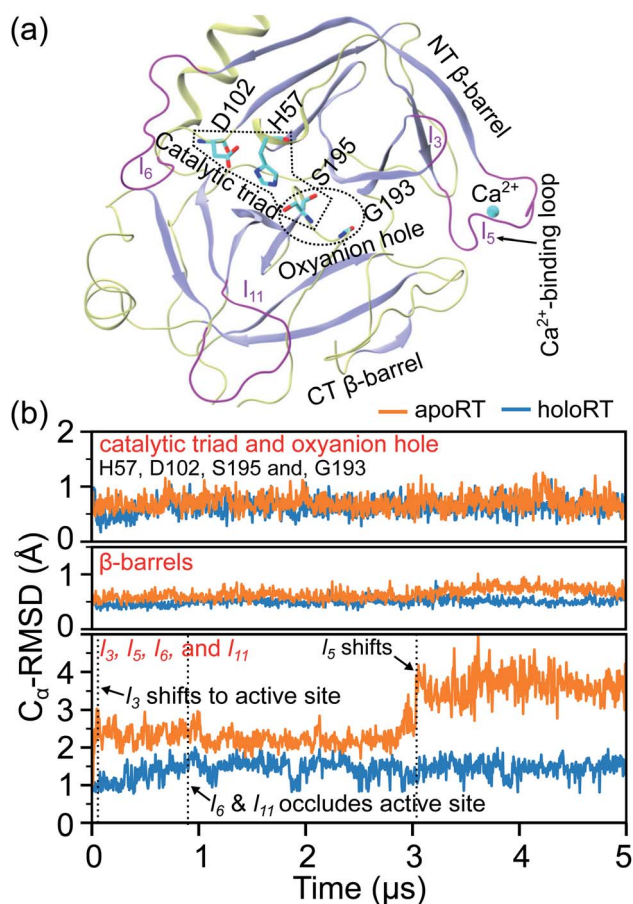 (a)
D102
H57
NT β-barrel
l6
l3
Catalytic triad
S195
G193
Ca2+
l5
Oxyanion hole
Ca2+-binding loop
l11
CT β-barrel
(b)
apoRT
holoRT
catalytic triad and oxyanion hole
H57, D102, S195 and, G193
β-barrels
l3, l5, l6, and l11
l5 shifts
l3 shifts to active site
l6 & l11 occludes active site
Cα-RMSD (Å)
2
1
0
1
0
4
3
2
1
0
0 1 2 3 4 5
Time (μs)